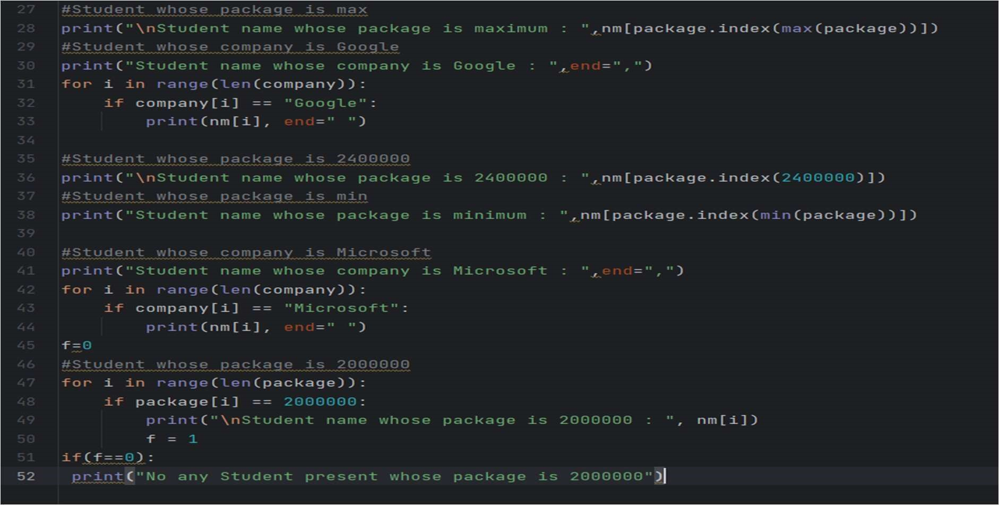 27 #Student whose package is max
28 print("\nStudent name whose package is maximum : ",nm[package.index(max(package))])
29 #Student whose company is Google
30 print("Student name whose company is Google : ",end=",")
31 for i in range(len(company)):
32     if company[i] == "Google":
33         print(nm[i], end=" ")
34
35 #Student whose package is 2400000
36 print("\nStudent name whose package is 2400000 : ",nm[package.index(2400000)])
37 #Student whose package is min
38 print("Student name whose package is minimum : ",nm[package.index(min(package))])
39
40 #Student whose company is Microsoft
41 print("Student name whose company is Microsoft : ",end=",")
42 for i in range(len(company)):
43     if company[i] == "Microsoft":
44         print(nm[i], end=" ")
45 f=0
46 #Student whose package is 2000000
47 for i in range(len(package)):
48     if package[i] == 2000000:
49         print("\nStudent name whose package is 2000000 : ", nm[i])
50         f = 1
51 if(f==0):
52  print("No any Student present whose package is 2000000")